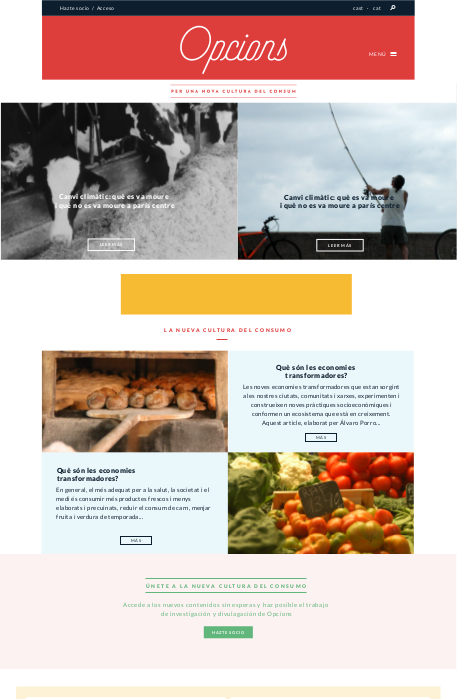 Hazte socio / Acceso
cast · cat
Opcions
MENÚ
PER UNA NOVA CULTURA DEL CONSUM
Canvi climàtic: què es va moure
i què no es va moure a parís centre
LEER MÁS
Canvi climàtic: què es va moure
i què no es va moure a parís centre
LEER MÁS
LA NUEVA CULTURA DEL CONSUMO
Què són les economies
transformadores?
Les noves economies transformadores que estan sorgint
a les nostres ciutats, comunitats i xarxes, experimenten i
construeixen noves pràctiques socioeconòmiques i
conformen un ecosistema que està en creixement.
Aquest article, elaborat per Álvaro Porro...
MÁS
Què són les economies
transformadores?
En general, el més adequat per a la salut, la societat i el
medi és consumir més productes frescos i menys
elaborats i precuinats, reduir el consum de carn, menjar
fruita i verdura de temporada...
MÁS
ÚNETE A LA NUEVA CULTURA DEL CONSUMO
Accede a las nuevos contenidos sin esperas y haz posible el trabajo
de investigación y divulgación de Opcions
HAZTE SOCIO